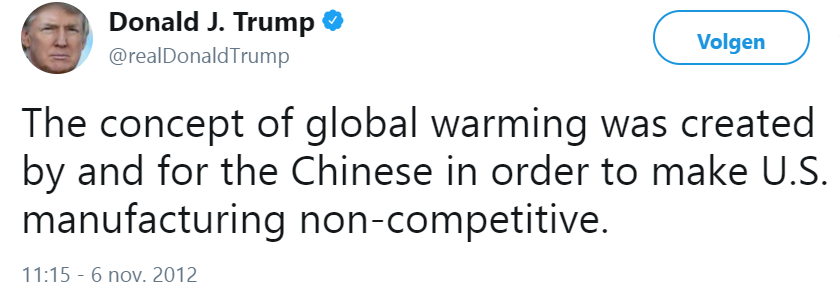 Donald J. Trump
@realDonaldTrump
Volgen
The concept of global warming was created
by and for the Chinese in order to make U.S.
manufacturing non-competitive.
11:15 - 6 nov. 2012